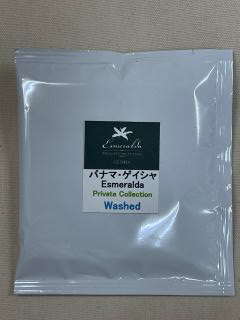 Esmeralda
パナマ・ゲイシャ
Esmeralda
Private Collection
Washed